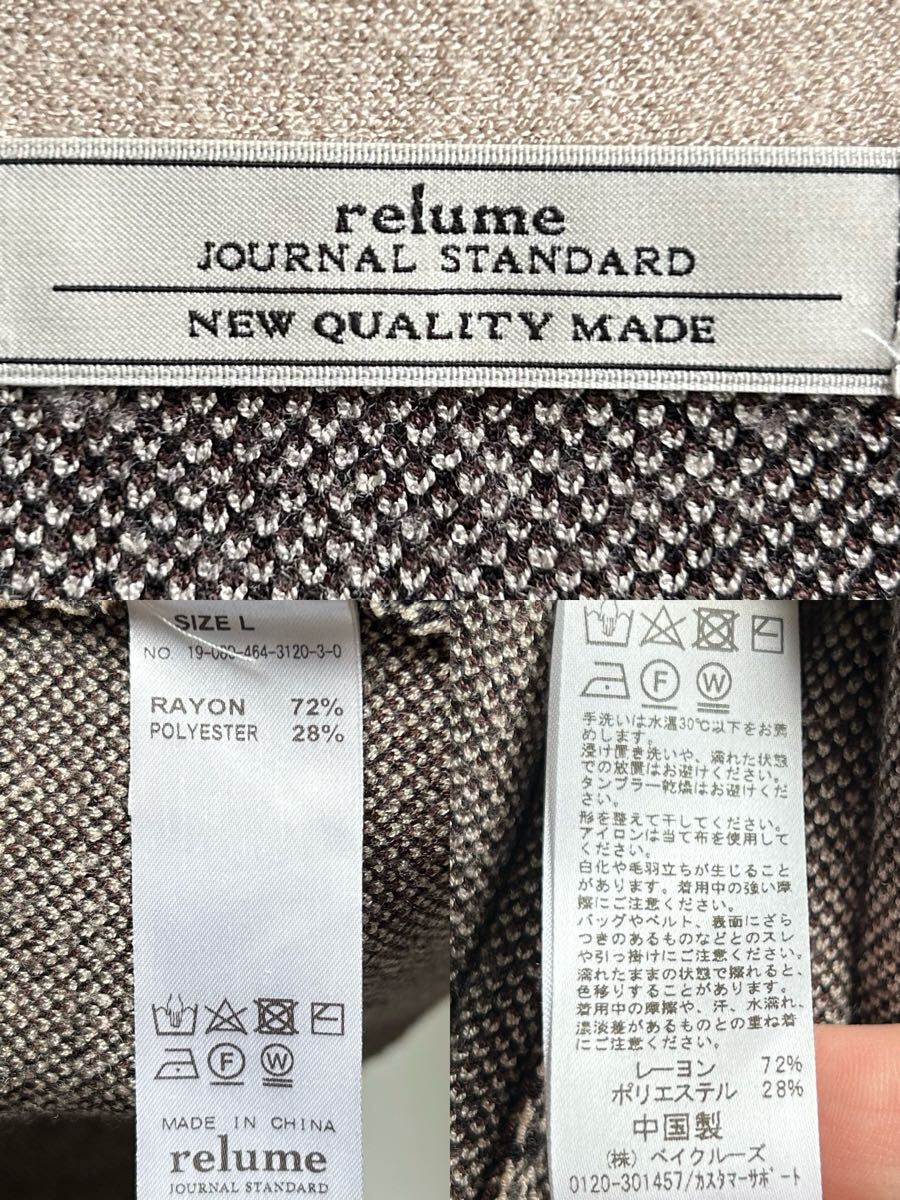 relume
JOURNAL STANDARD
NEW QUALITY MADE
SIZE L
NO. 19-080-464-3120-3-0
RAYON 72%
POLYESTER 28%
F W
MADE IN CHINA
relume
JOURNAL STANDARD
F W
手洗いは水温30℃以下をお薦
めします。
浸け置き洗いや、濡れた状態
での放置はお避けください。
タンブラー乾燥はお避けくだ
さい。
形を整えて干してください。
アイロンは当て布を使用して
ください。
白化や毛羽立ちが生じること
があります。着用中の強い摩
擦にご注意ください。
バッグやベルト、表面にざら
つきのあるものなどとのスレ
や引っ掛けにご注意ください。
濡れたままの状態で擦れると、
色移りすることがあります。
着用中の摩擦や、汗、水濡れ、
濃淡差があるものとの重ね着
にご注意ください。
レーヨン 72%
ポリエステル 28%
中国製
(株) ベイクルーズ
0120-301457/カスタマーサポート